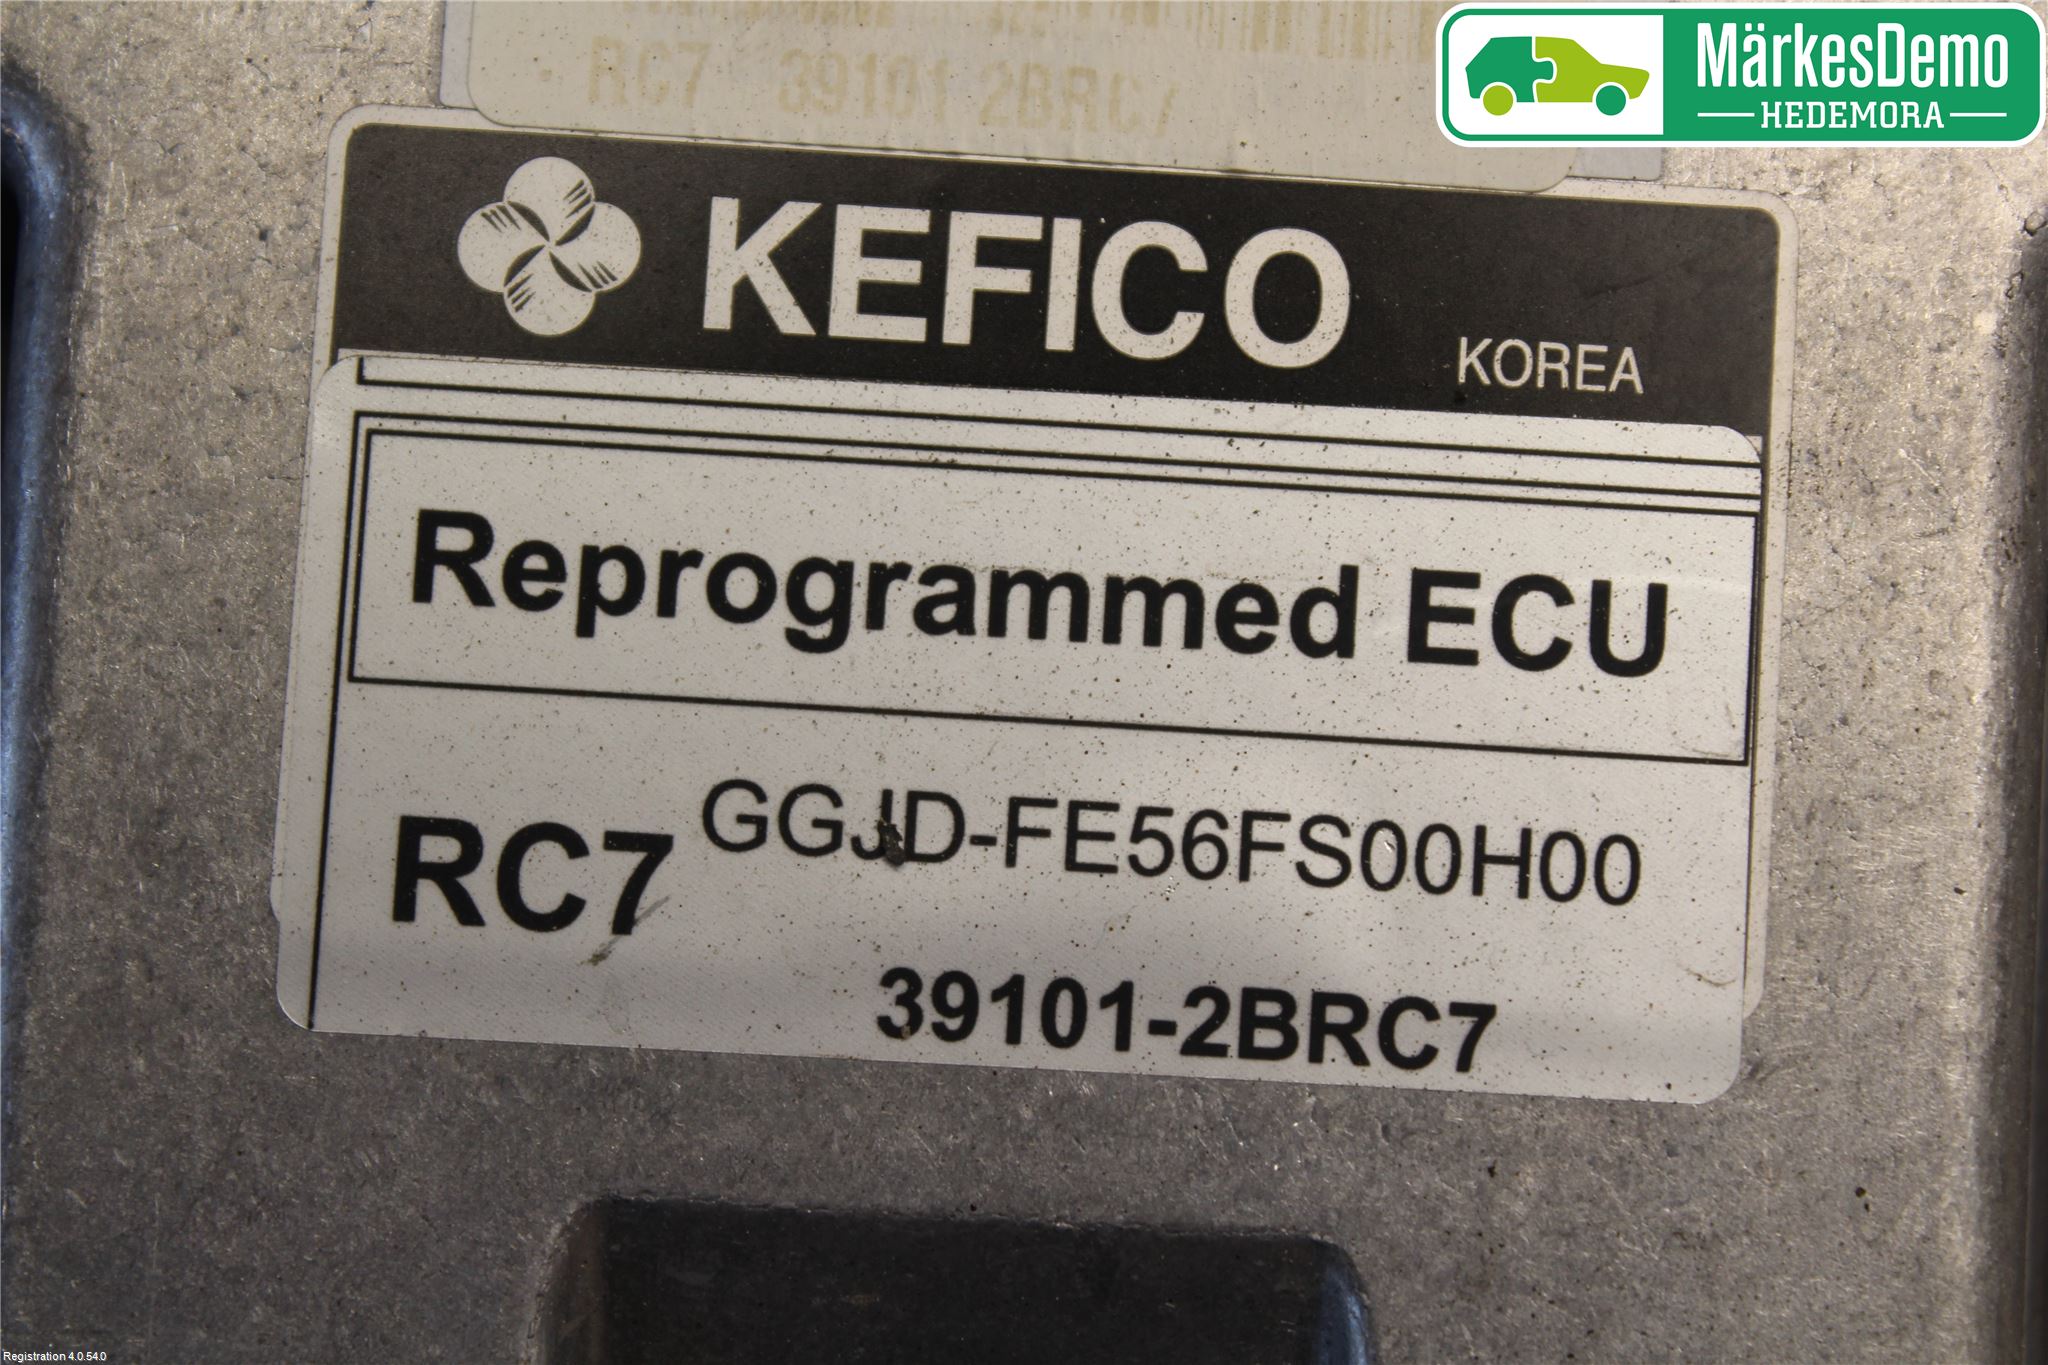 MärkesDemo
HEDEMORA
RC7 39101-2BRC7
KEFICO
KOREA
Reprogrammed ECU
RC7 GGJD-FE56FS00H00
39101-2BRC7
Registration 4.0.54.0